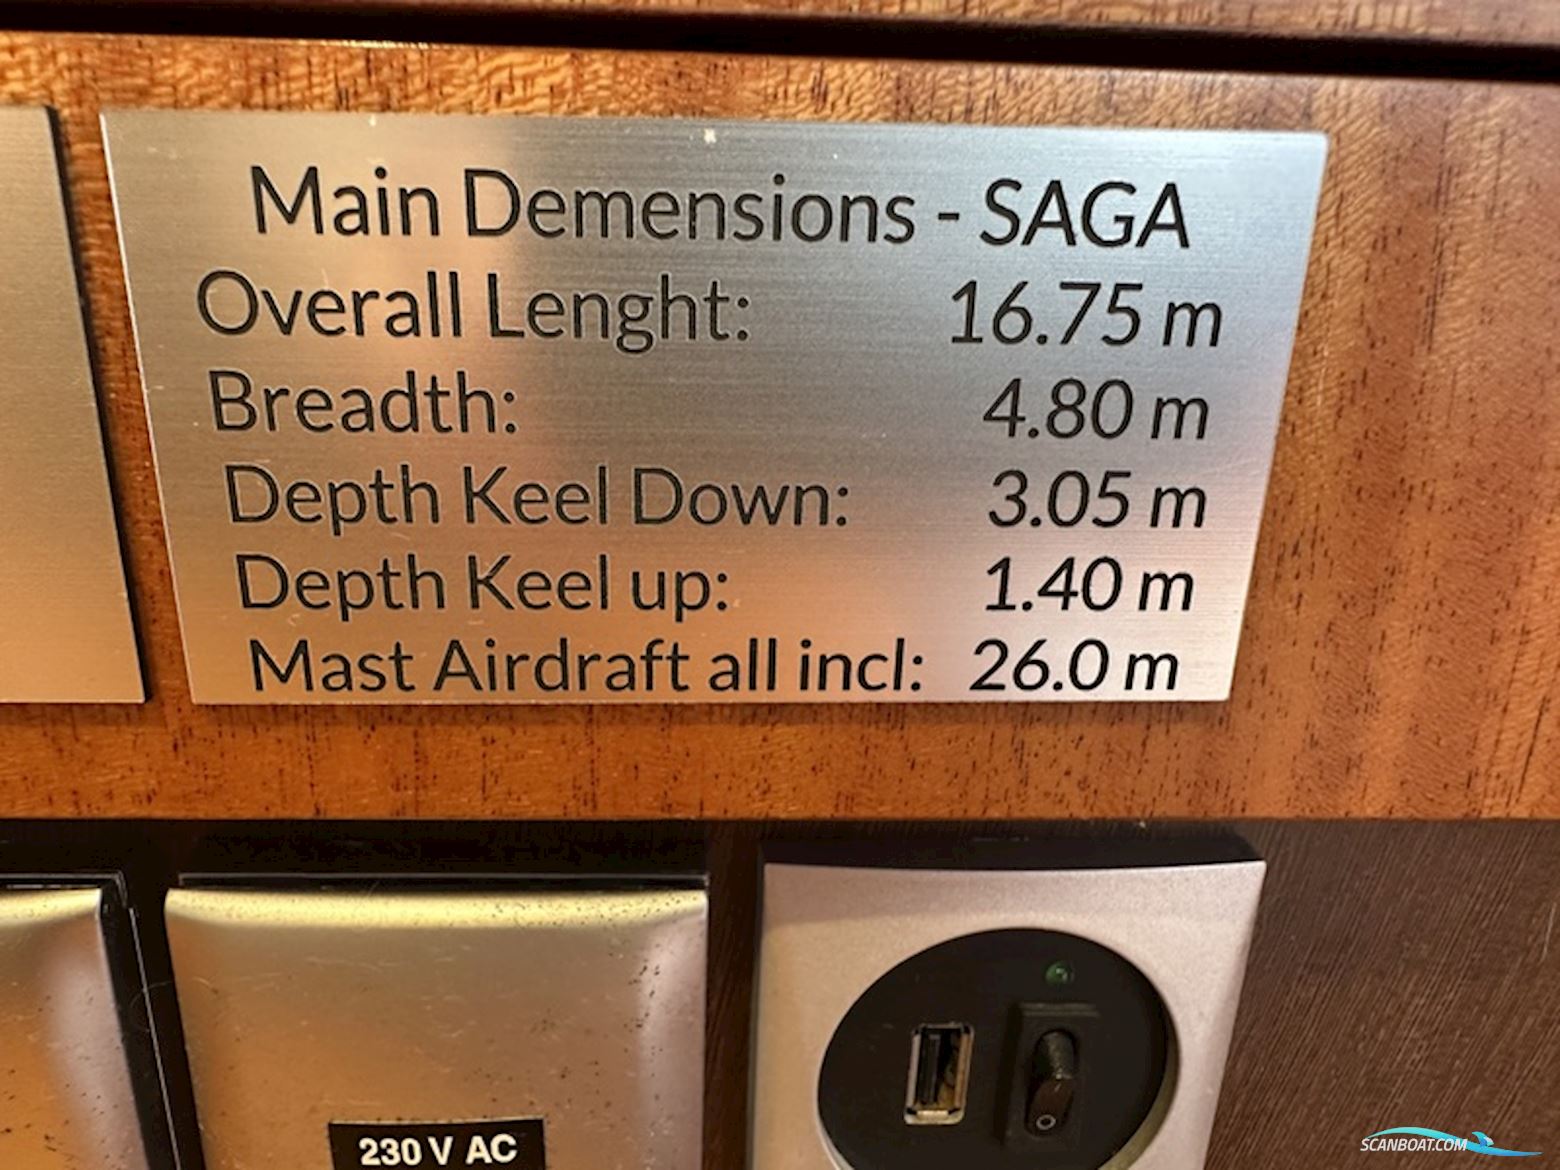 Main Demensions - SAGA
Overall Lenght: 16.75 m
Breadth: 4.80 m
Depth Keel Down: 3.05 m
Depth Keel up: 1.40 m
Mast Airdraft all incl: 26.0 m
230 V AC
SCANBOAT.COM